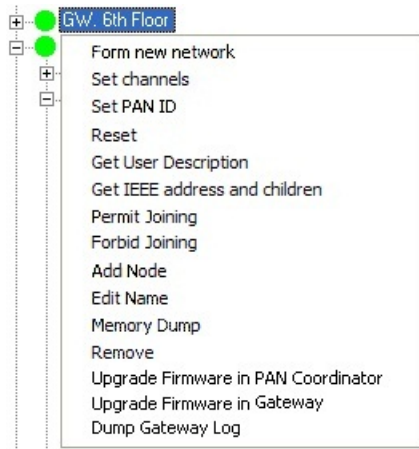 GW. 6th Floor
Form new network
Set channels
Set PAN ID
Reset
Get User Description
Get IEEE address and children
Permit Joining
Forbid Joining
Add Node
Edit Name
Memory Dump
Remove
Upgrade Firmware in PAN Coordinator
Upgrade Firmware in Gateway
Dump Gateway Log